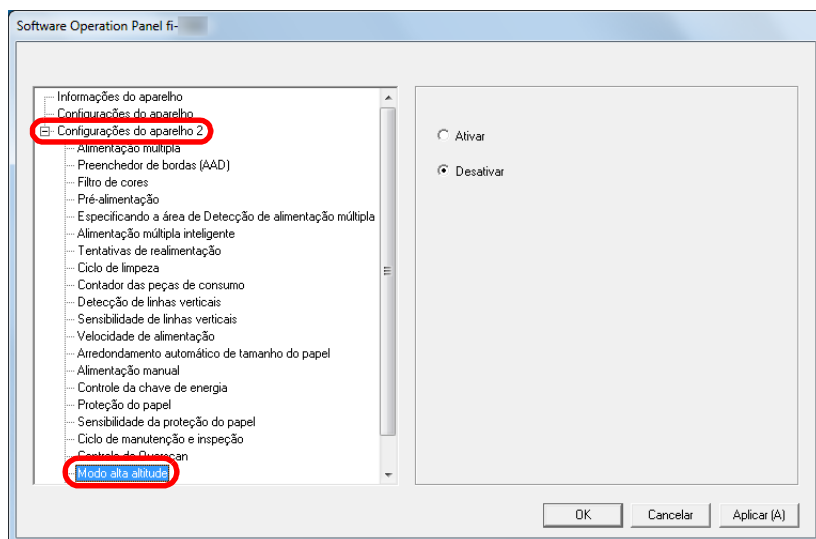 Software Operation Panel fi-
Informações do aparelho
Configurações do aparelho
Configurações do aparelho 2
Alimentação múltipla
Preenchedor de bordas (AAD)
Filtro de cores
Pré-alimentação
Especificando a área de Detecção de alimentação múltipla
Alimentação múltipla inteligente
Tentativas de realimentação
Ciclo de limpeza
Contador das peças de consumo
Detecção de linhas verticais
Sensibilidade de linhas verticais
Velocidade de alimentação
Arredondamento automático de tamanho do papel
Alimentação manual
Controle da chave de energia
Proteção do papel
Sensibilidade da proteção do papel
Ciclo de manutenção e inspeção
Controle do Overscan
Modo alta altitude
Ativar
Desativar
OK
Cancelar
Aplicar (A)